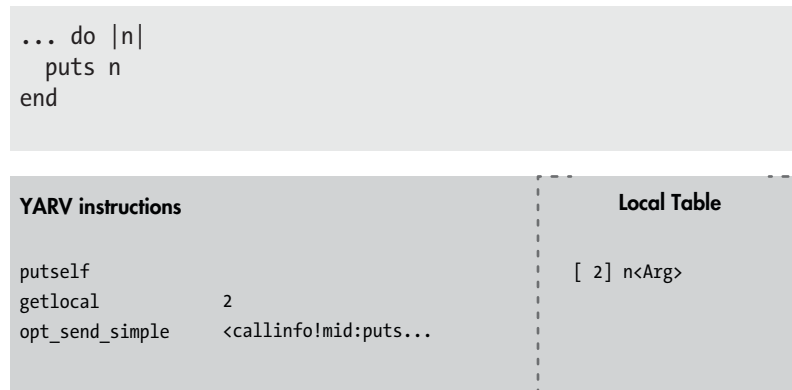 ... do |n|
  puts n
end
YARV instructions
Local Table
putself
[ 2] n<Arg>
getlocal 2
opt_send_simple <callinfo!mid:puts...